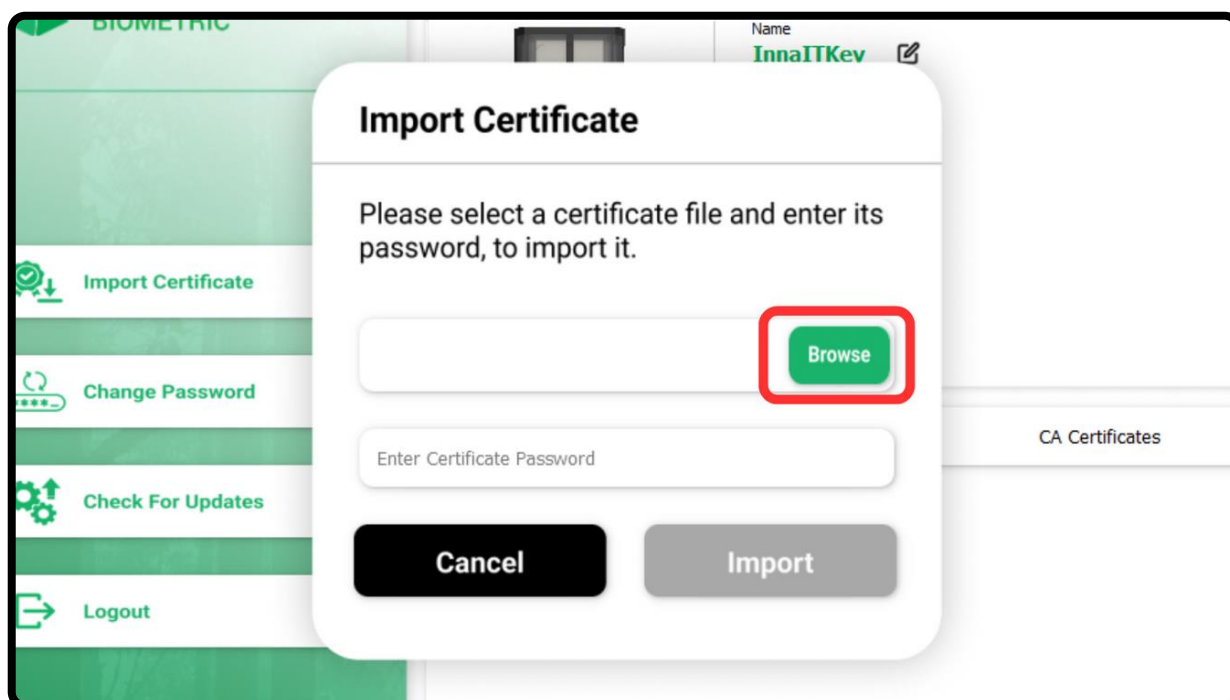 BIOMETRIC
Import Certificate
Change Password
Check For Updates
Logout
Name
InnaITKey
CA Certificates
Import Certificate
Please select a certificate file and enter its
password, to import it.
Browse
Enter Certificate Password
Cancel
Import